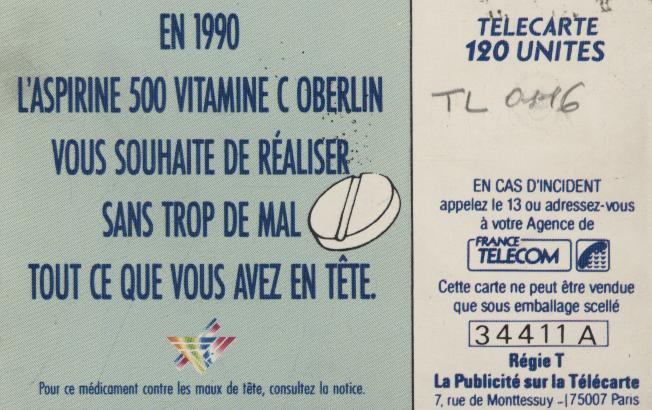 EN 1990
L'ASPIRINE 500 VITAMINE C OBERLIN
VOUS SOUHAITE DE RÉALISER
SANS TROP DE MAL
TOUT CE QUE VOUS AVEZ EN TÊTE.
Pour ce médicament contre les maux de tête, consultez la notice.
TÉLÉCARTE
120 UNITES
TL
EN CAS D'INCIDENT
appelez le 13 ou adressez-vous
à votre Agence de
FRANCE
TELECOM
Cette carte ne peut être vendue
que sous emballage scellé
34411A
Régie T
La Publicité sur la Télécarte
7, rue de Monttessuy - 75007 Paris